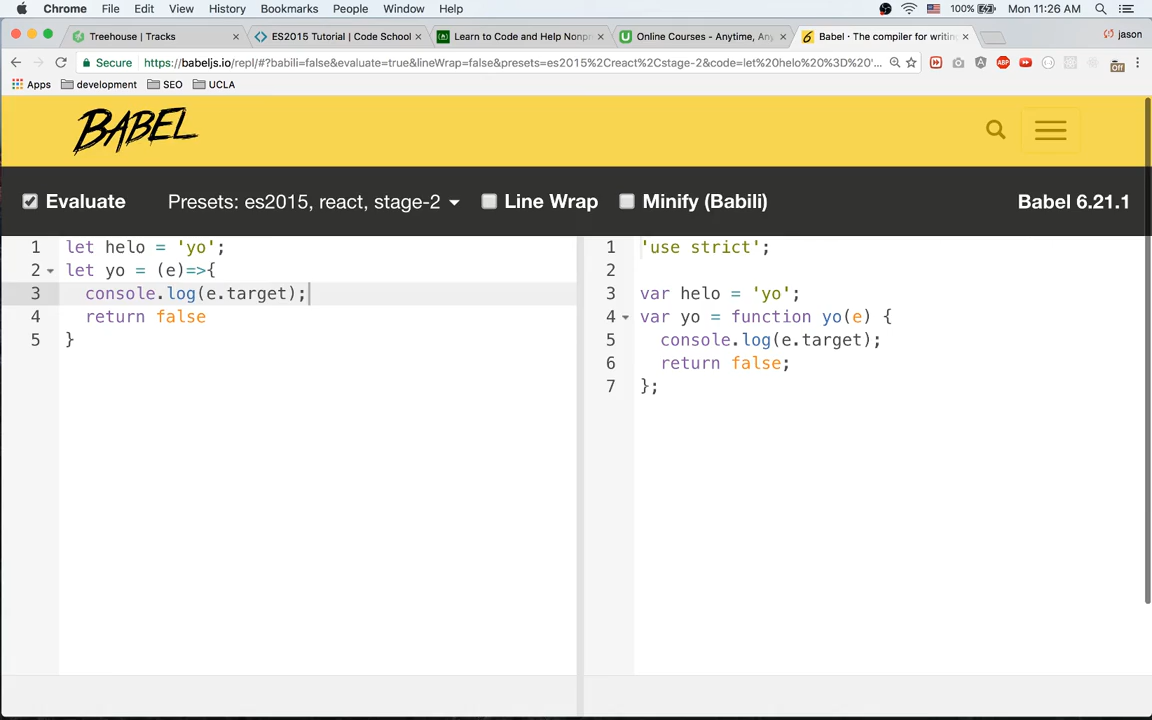 Chrome File Edit View History Bookmarks People Window Help 100% Mon 11:26 AM
Treehouse | Tracks ES2015 Tutorial | Code School Learn to Code and Help Nonpr Online Courses - Anytime, Any Babel · The compiler for writin jason
Secure https://babeljs.io/repl/#?babili=false&evaluate=true&lineWrap=false&presets=es2015%2Creact%2Cstage-2&code=let%20helo%20%3D%20'... ABP Off
Apps development SEO UCLA
BABEL
Evaluate Presets: es2015, react, stage-2 Line Wrap Minify (Babili) Babel 6.21.1
1 let helo = 'yo';
2 let yo = (e)=>{
3 console.log(e.target);
4 return false
5 }
1 'use strict';
2
3 var helo = 'yo';
4 var yo = function yo(e) {
5 console.log(e.target);
6 return false;
7 };